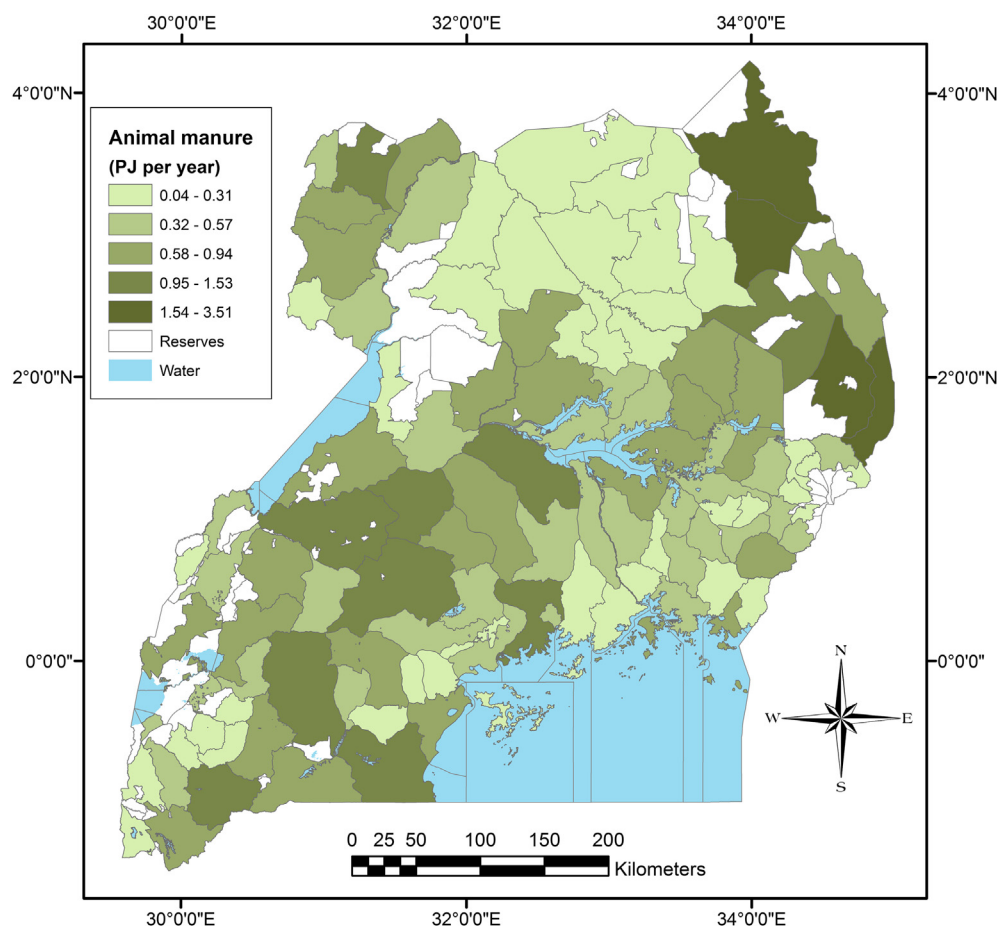 30°0'0"E 32°0'0"E 34°0'0"E
4°0'0"N 4°0'0"N
Animal manure
(PJ per year)
0.04 - 0.31
0.32 - 0.57
0.58 - 0.94
0.95 - 1.53
1.54 - 3.51
Reserves
Water
2°0'0"N 2°0'0"N
0°0'0" 0°0'0"
N
W E
S
0 25 50 100 150 200
Kilometers
30°0'0"E 32°0'0"E 34°0'0"E